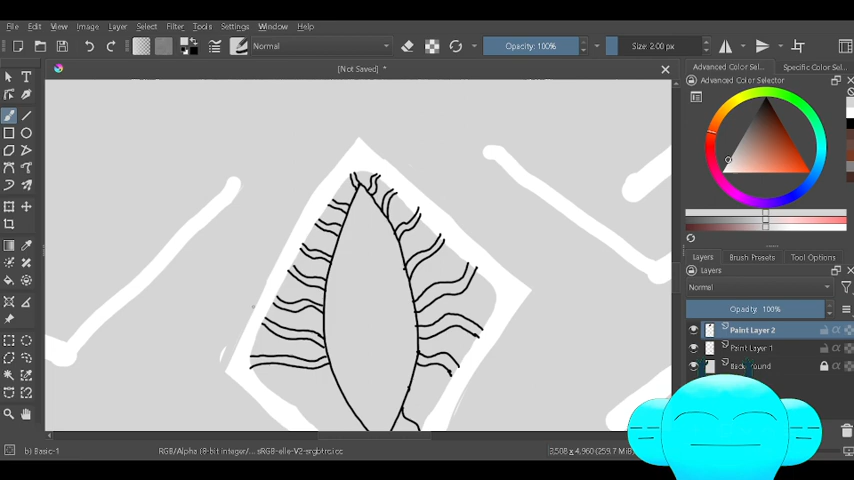 File Edit View Image Layer Select Filter Tools Settings Window Help
Normal Opacity: 100% Size: 2.00 px
[Not Saved] *
Advanced Color Sel... Specific Color Sel...
Advanced Color Selector
Layers Brush Presets Tool Options
Layers
Normal
Opacity: 100%
Paint Layer 2
Paint Layer 1
Background
b) Basic-1 RGB/Alpha (8-bit integer/... sRGB-elle-V2-srgbtrc.icc 3,508 x 4,960 (259.7 MiB)